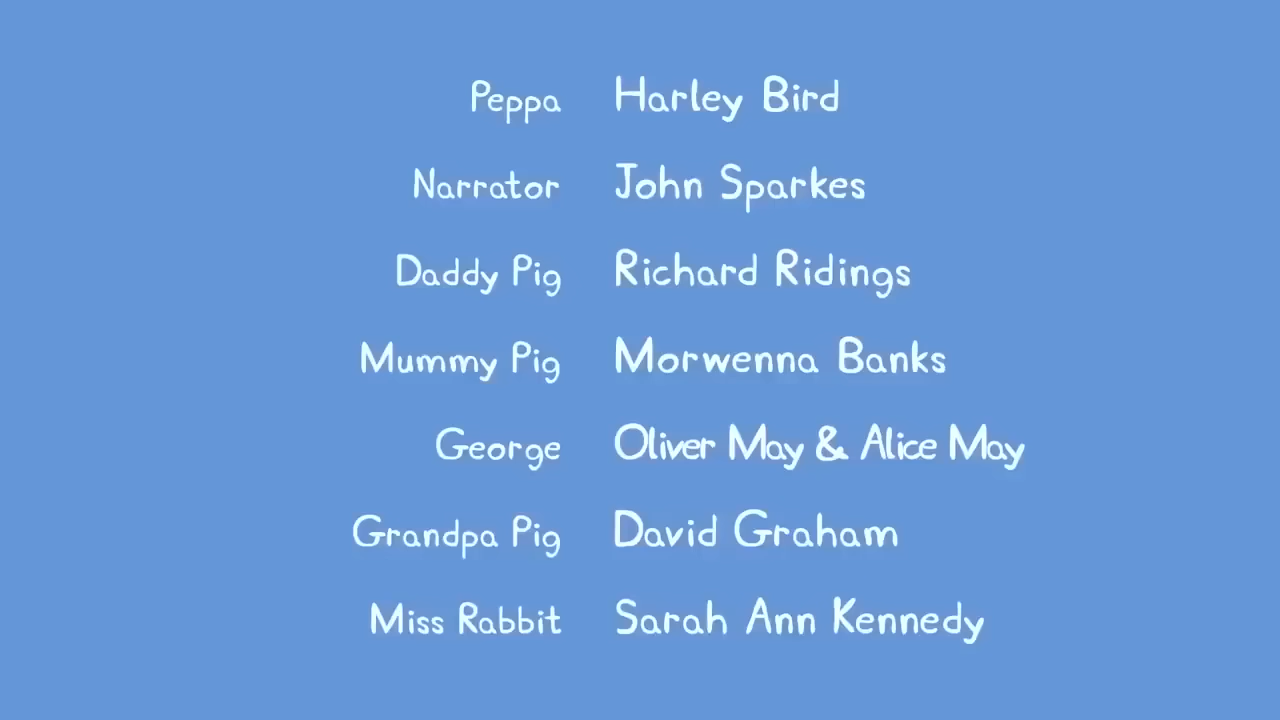 Peppa Harley Bird
Narrator John Sparkes
Daddy Pig Richard Ridings
Mummy Pig Morwenna Banks
George Oliver May & Alice May
Grandpa Pig David Graham
Miss Rabbit Sarah Ann Kennedy